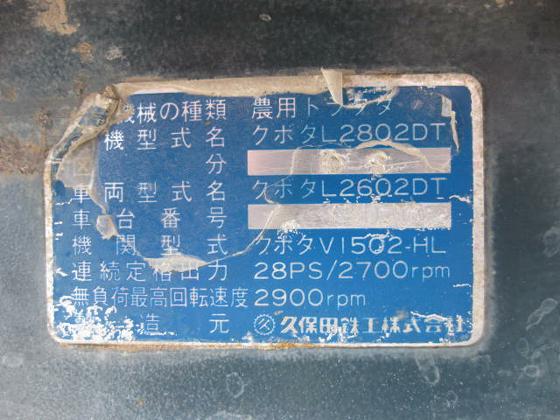 機械の種類 農用トラクタ
機型式名 クボタL2802DT
区分
車両型式名 クボタL2602DT
車台番号
機関型式 クボタV1502-HL
連続定格出力 28PS/2700rpm
無負荷最高回転速度 2900rpm
製造元 久保田鉄工株式会社